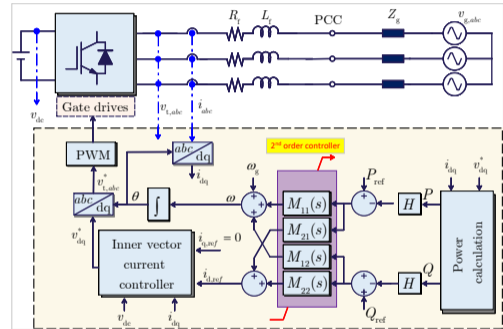 R_f
L_f
PCC
Z_g
v_g,abc
v_dc
Gate drives
v_t,abc
i_abc
PWM
abc
dq
i_dq
v*_t,abc
2nd order controller
ω_g
P_ref
i_dq
v*_dq
abc
dq
θ
∫
ω
M_11(s)
M_21(s)
M_12(s)
M_22(s)
H
P
H
Q
Power calculation
v*_dq
Inner vector
current
controller
i_q,ref = 0
i_d,ref
Q_ref
v_dc
i_dq